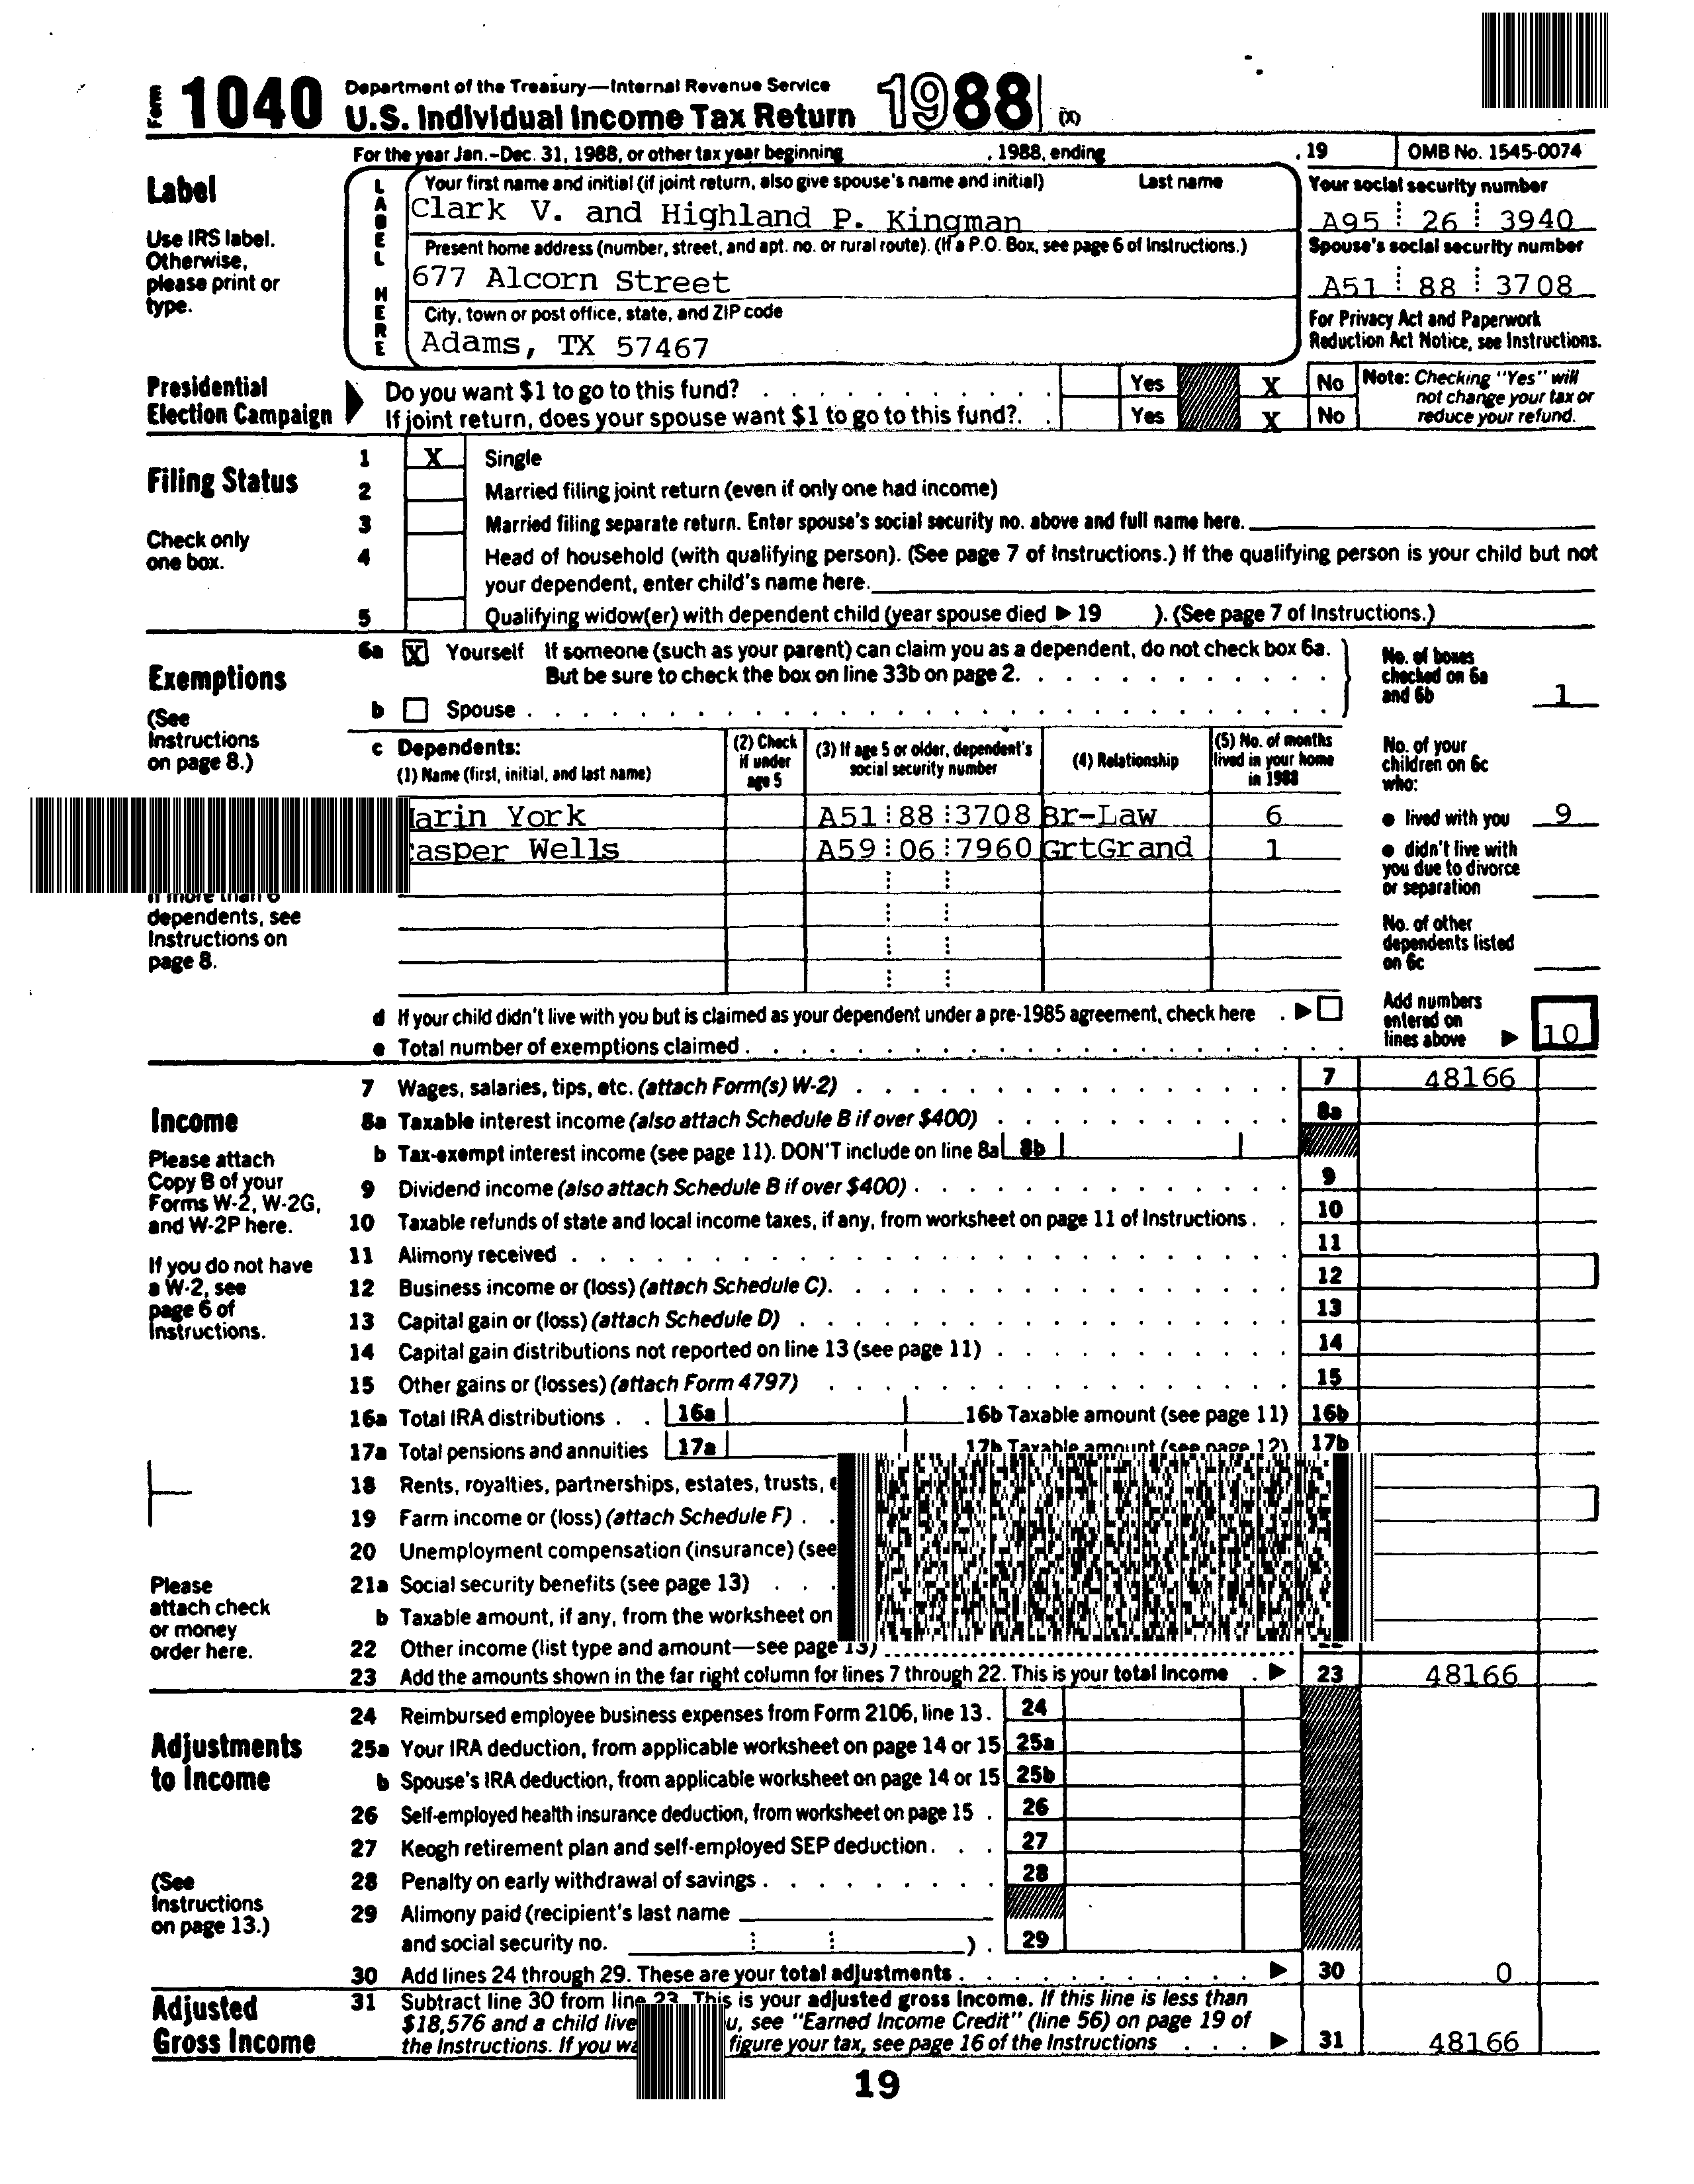 Form 1040 Department of the Treasury—Internal Revenue Service
U.S. Individual Income Tax Return 1988 (X)
For the year Jan.–Dec. 31, 1988, or other tax year beginning , 1988, ending , 19 OMB No. 1545-0074
Label
Use IRS label. Otherwise, please print or type.
LABEL HERE
Your first name and initial (if joint return, also give spouse's name and initial) Last name
Clark V. and Highland P. Kingman
Your social security number
A95 26 3940
Present home address (number, street, and apt. no. or rural route). (If a P.O. Box, see page 6 of Instructions.)
677 Alcorn Street
Spouse's social security number
A51 88 3708
City, town or post office, state, and ZIP code
Adams, TX 57467
For Privacy Act and Paperwork Reduction Act Notice, see Instructions.
Presidential Election Campaign
Do you want $1 to go to this fund? Yes X No
If joint return, does your spouse want $1 to go to this fund?. Yes X No
Note: Checking "Yes" will not change your tax or reduce your refund.
Filing Status
Check only one box.
1 X Single
2 Married filing joint return (even if only one had income)
3 Married filing separate return. Enter spouse's social security no. above and full name here.
4 Head of household (with qualifying person). (See page 7 of Instructions.) If the qualifying person is your child but not
your dependent, enter child's name here.
5 Qualifying widow(er) with dependent child (year spouse died ▶ 19 ). (See page 7 of Instructions.)
Exemptions
(See Instructions on page 8.)
6a X Yourself If someone (such as your parent) can claim you as a dependent, do not check box 6a.
But be sure to check the box on line 33b on page 2.
b Spouse
No. of boxes checked on 6a and 6b 1
c Dependents:
(1) Name (first, initial, and last name)
(2) Check if under age 5
(3) If age 5 or older, dependent's social security number
(4) Relationship
(5) No. of months lived in your home in 1988
arin York A51 88 3708 Br-Law 6
asper Wells A59 06 7960 GrtGrand 1
No. of your children on 6c who:
● lived with you 9
● didn't live with you due to divorce or separation
No. of other dependents listed on 6c
If more than 6 dependents, see Instructions on page 8.
d If your child didn't live with you but is claimed as your dependent under a pre-1985 agreement, check here . ▶
e Total number of exemptions claimed
Add numbers entered on lines above ▶ 10
Income
Please attach Copy B of your Forms W-2, W-2G, and W-2P here.
If you do not have a W-2, see page 6 of Instructions.
Please attach check or money order here.
7 Wages, salaries, tips, etc. (attach Form(s) W-2) 7 48166
8a Taxable interest income (also attach Schedule B if over $400) 8a
b Tax-exempt interest income (see page 11). DON'T include on line 8a 8b
9 Dividend income (also attach Schedule B if over $400) 9
10 Taxable refunds of state and local income taxes, if any, from worksheet on page 11 of Instructions 10
11 Alimony received 11
12 Business income or (loss) (attach Schedule C) 12
13 Capital gain or (loss) (attach Schedule D) 13
14 Capital gain distributions not reported on line 13 (see page 11) 14
15 Other gains or (losses) (attach Form 4797) 15
16a Total IRA distributions 16a 16b Taxable amount (see page 11) 16b
17a Total pensions and annuities 17a 17b Taxable amount (see page 12) 17b
18 Rents, royalties, partnerships, estates, trusts,
19 Farm income or (loss) (attach Schedule F)
20 Unemployment compensation (insurance) (see
21a Social security benefits (see page 13)
b Taxable amount, if any, from the worksheet on
22 Other income (list type and amount—see page 13)
23 Add the amounts shown in the far right column for lines 7 through 22. This is your total income ▶ 23 48166
Adjustments to Income
(See Instructions on page 13.)
24 Reimbursed employee business expenses from Form 2106, line 13. 24
25a Your IRA deduction, from applicable worksheet on page 14 or 15 25a
b Spouse's IRA deduction, from applicable worksheet on page 14 or 15 25b
26 Self-employed health insurance deduction, from worksheet on page 15 26
27 Keogh retirement plan and self-employed SEP deduction 27
28 Penalty on early withdrawal of savings 28
29 Alimony paid (recipient's last name
and social security no. ) . 29
30 Add lines 24 through 29. These are your total adjustments ▶ 30 0
Adjusted Gross Income
31 Subtract line 30 from line 23. This is your adjusted gross income. If this line is less than
$18,576 and a child live u, see "Earned Income Credit" (line 56) on page 19 of
the Instructions. If you wa figure your tax, see page 16 of the Instructions ▶ 31 48166
19